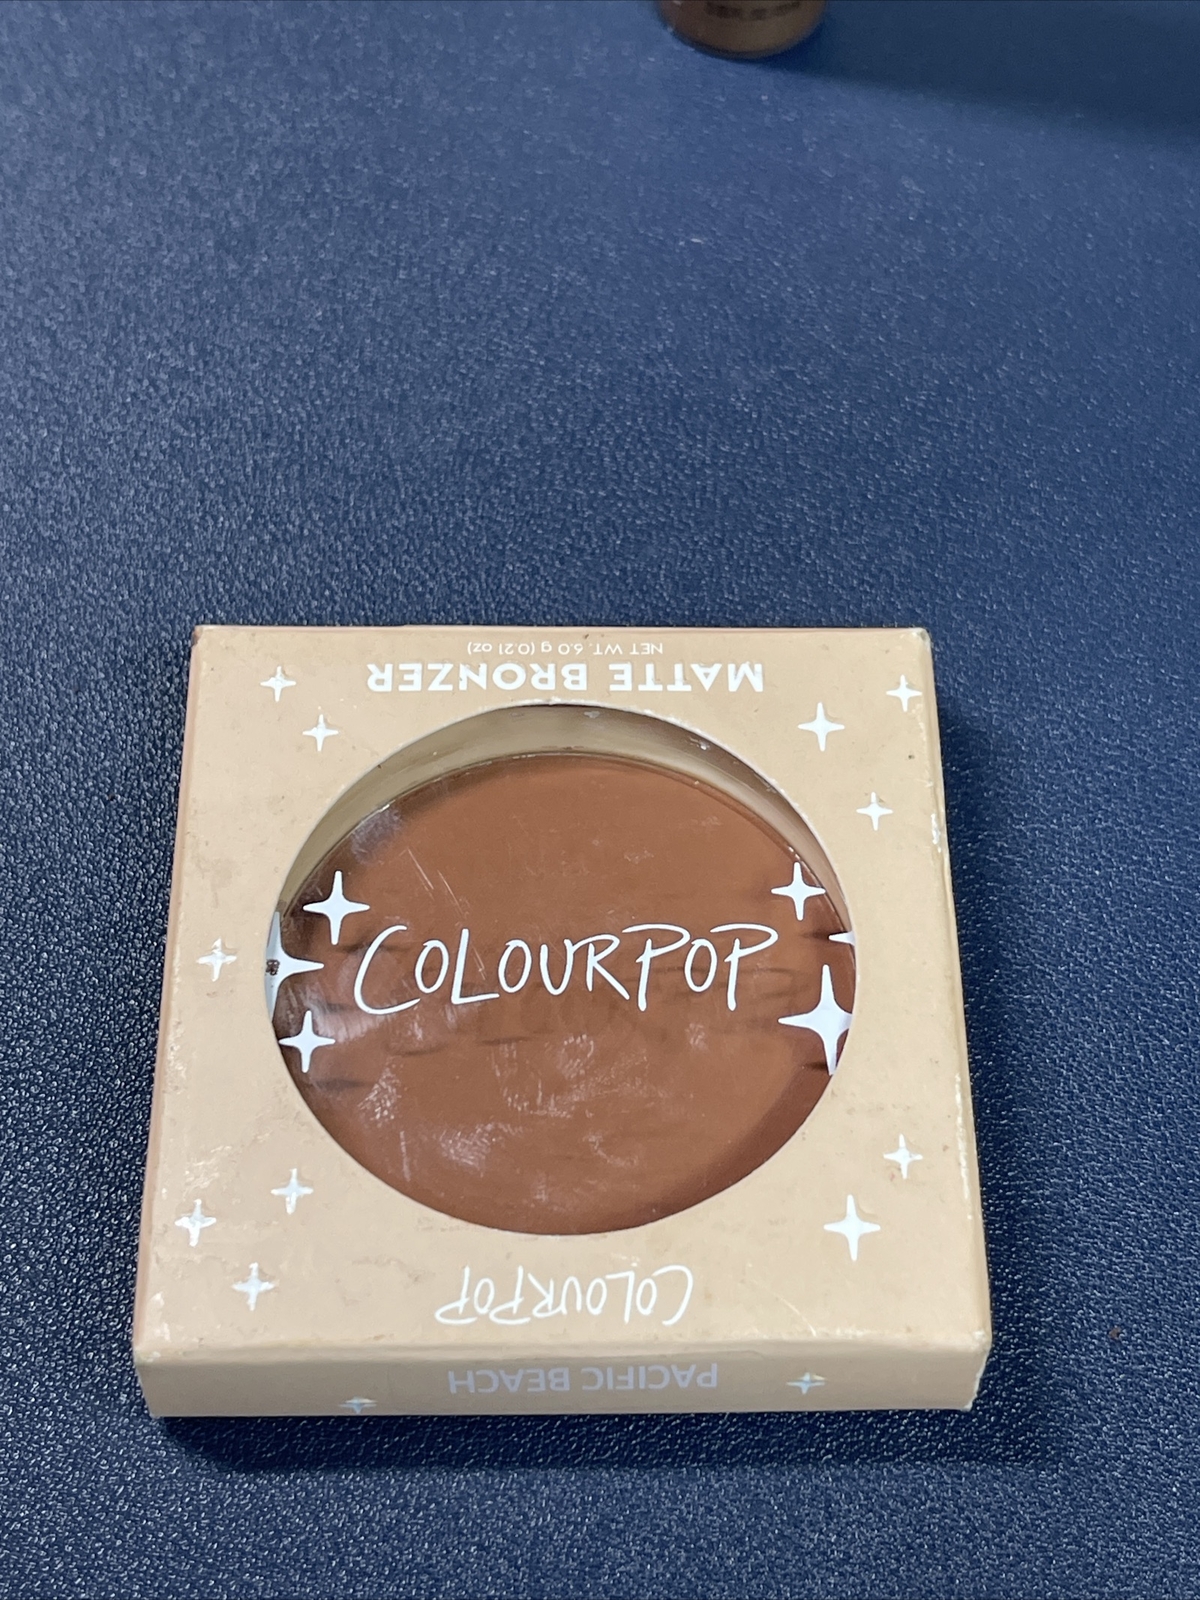 COLOURPOP
MATTE BRONZER
NET WT. 6.0 g (0.21 oz)
COLOURPOP
PACIFIC BEACH